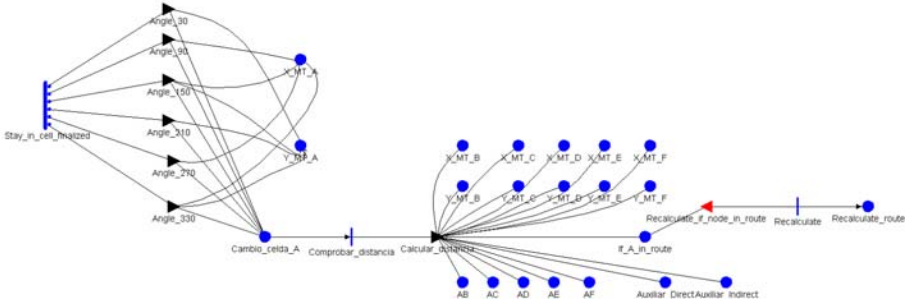 Angle_30
Angle_90
X_MT_A
Angle_150
Stay_in_cell_finalized
Angle_210
Y_MT_A
Angle_270
Angle_330
Cambio_celda_A
Comprobar_distancia
Calcular_distancia
X_MT_B X_MT_C X_MT_D X_MT_E X_MT_F
Y_MT_B Y_MT_C Y_MT_D Y_MT_E Y_MT_F
Recalculate_if_node_in_route
Recalculate
Recalculate_route
If_A_in_route
AB AC AD AE AF Auxiliar_Direct Auxiliar_Indirect